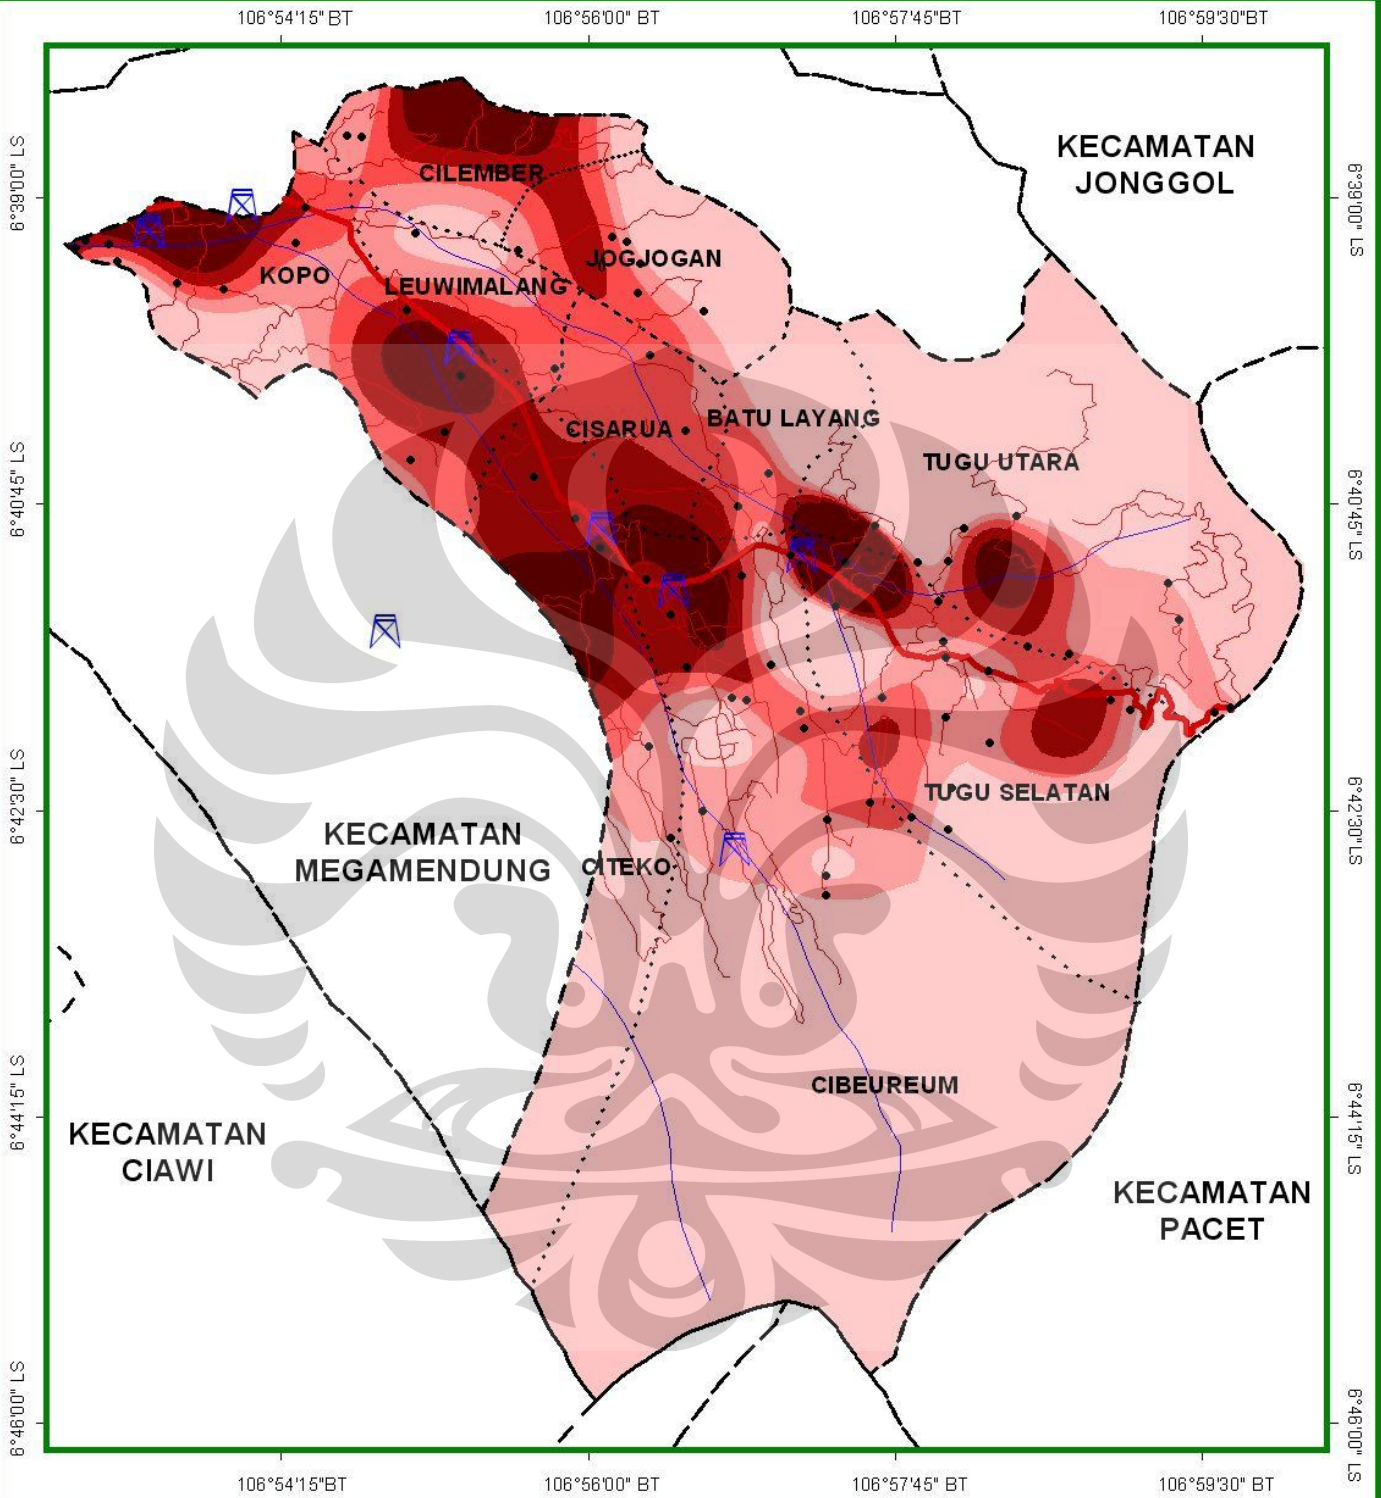 106°54'15" BT
106°56'00" BT
106°57'45" BT
106°59'30"BT
6°39'00" LS
6°39'00" LS
KECAMATAN
JONGGOL
CILEMBER
JOGJOGAN
KOPO
LEUWIMALANG
CISARUA
BATU LAYANG
TUGU UTARA
6°40'45" LS
6°40'45" LS
TUGU SELATAN
6°42'30" LS
6°42'30" LS
KECAMATAN
MEGAMENDUNG
CITEKO
CIBEUREUM
6°44'15" LS
6°44'15" LS
KECAMATAN
CIAWI
KECAMATAN
PACET
6°46'00" LS
6°46'00" LS
106°54'15"BT
106°56'00" BT
106°57'45" BT
106°59'30" BT